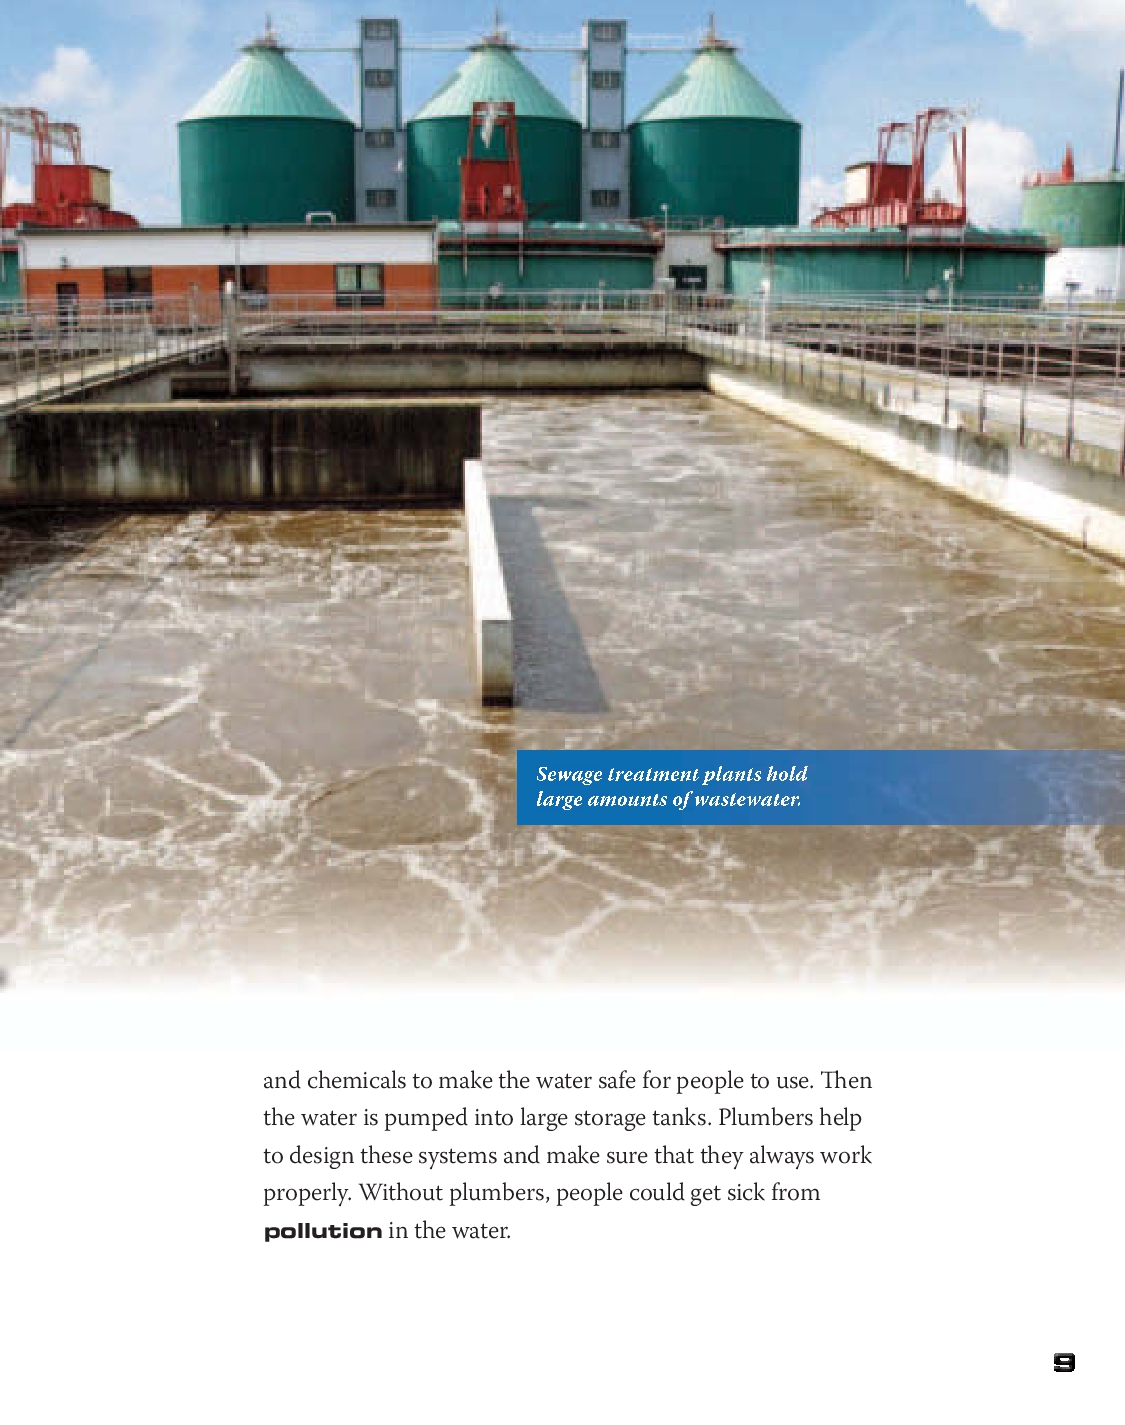 Sewage treatment plants hold
large amounts of wastewater.
and chemicals to make the water safe for people to use. Then
the water is pumped into large storage tanks. Plumbers help
to design these systems and make sure that they always work
properly. Without plumbers, people could get sick from
pollution in the water.
9